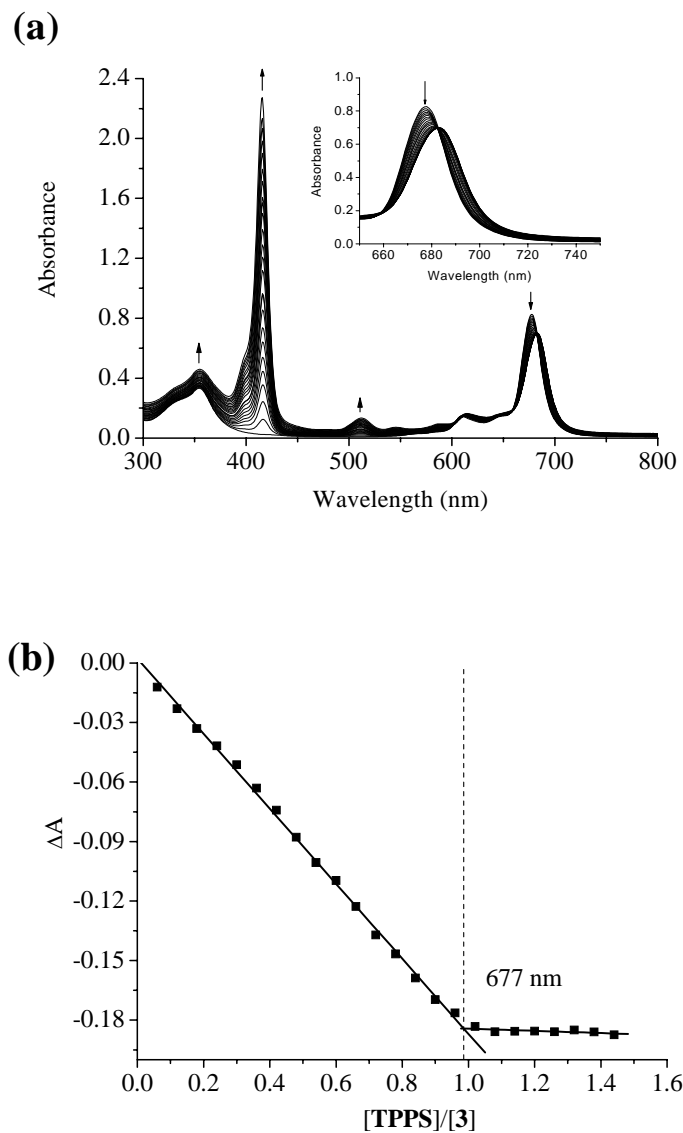 (a)
2.4
2.0
1.6
1.2
0.8
0.4
0.0
Absorbance
300 400 500 600 700 800
Wavelength (nm)
1.0
0.8
0.6
0.4
0.2
0.0
Absorbance
660 680 700 720 740
Wavelength (nm)
(b)
0.00
-0.03
-0.06
-0.09
-0.12
-0.15
-0.18
ΔA
677 nm
0.0 0.2 0.4 0.6 0.8 1.0 1.2 1.4 1.6
[TPPS]/[3]